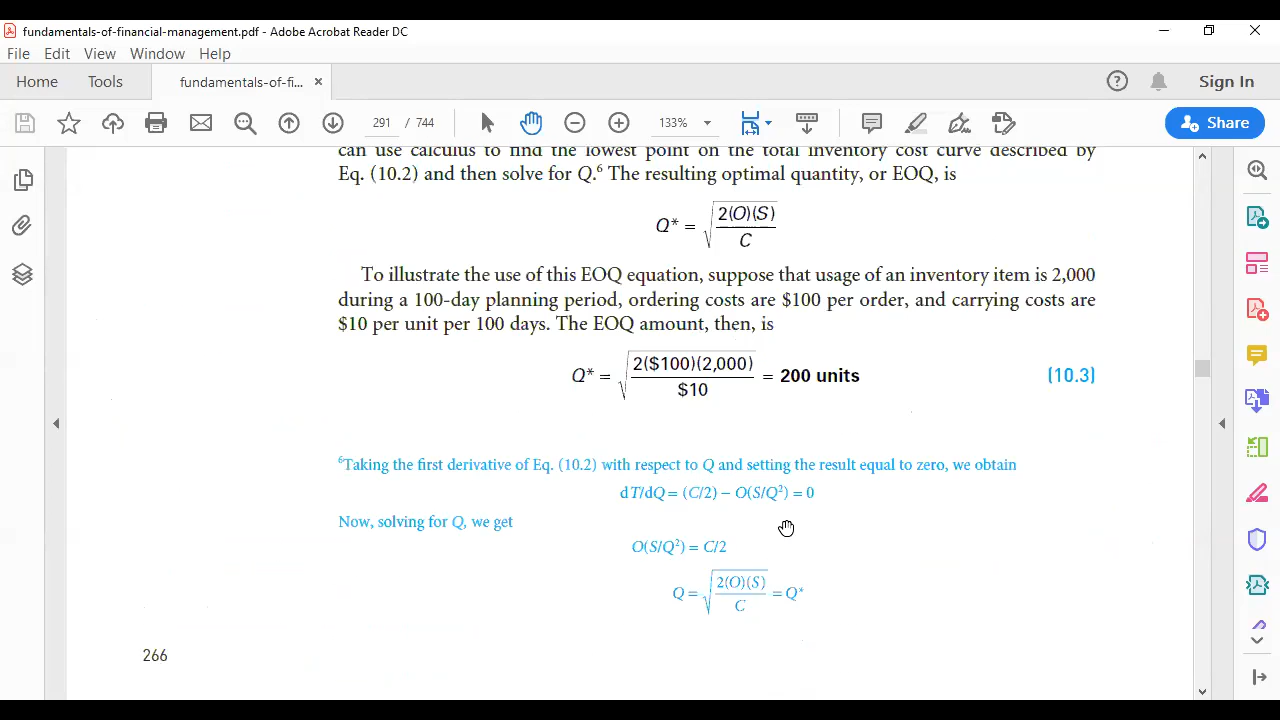 fundamentals-of-financial-management.pdf - Adobe Acrobat Reader DC
File Edit View Window Help
Home Tools fundamentals-of-fi... × Sign In
291 / 744 133% Share
can use calculus to find the lowest point on the total inventory cost curve described by
Eq. (10.2) and then solve for Q.⁶ The resulting optimal quantity, or EOQ, is
Q* = √(2(O)(S)/C)
To illustrate the use of this EOQ equation, suppose that usage of an inventory item is 2,000
during a 100-day planning period, ordering costs are $100 per order, and carrying costs are
$10 per unit per 100 days. The EOQ amount, then, is
Q* = √(2($100)(2,000)/$10) = 200 units (10.3)
⁶Taking the first derivative of Eq. (10.2) with respect to Q and setting the result equal to zero, we obtain
dT/dQ = (C/2) − O(S/Q²) = 0
Now, solving for Q, we get
O(S/Q²) = C/2
Q = √(2(O)(S)/C) = Q*
266